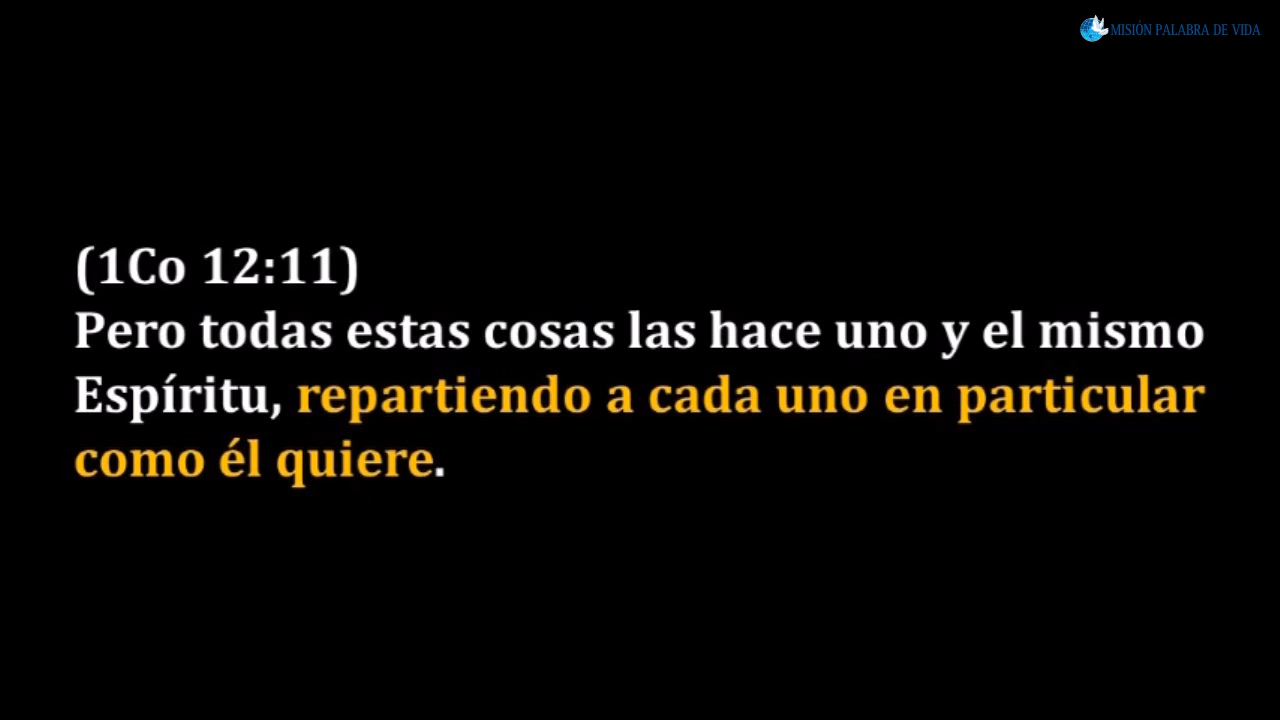 MISIÓN PALABRA DE VIDA
(1Co 12:11)
Pero todas estas cosas las hace uno y el mismo
Espíritu, repartiendo a cada uno en particular
como él quiere.